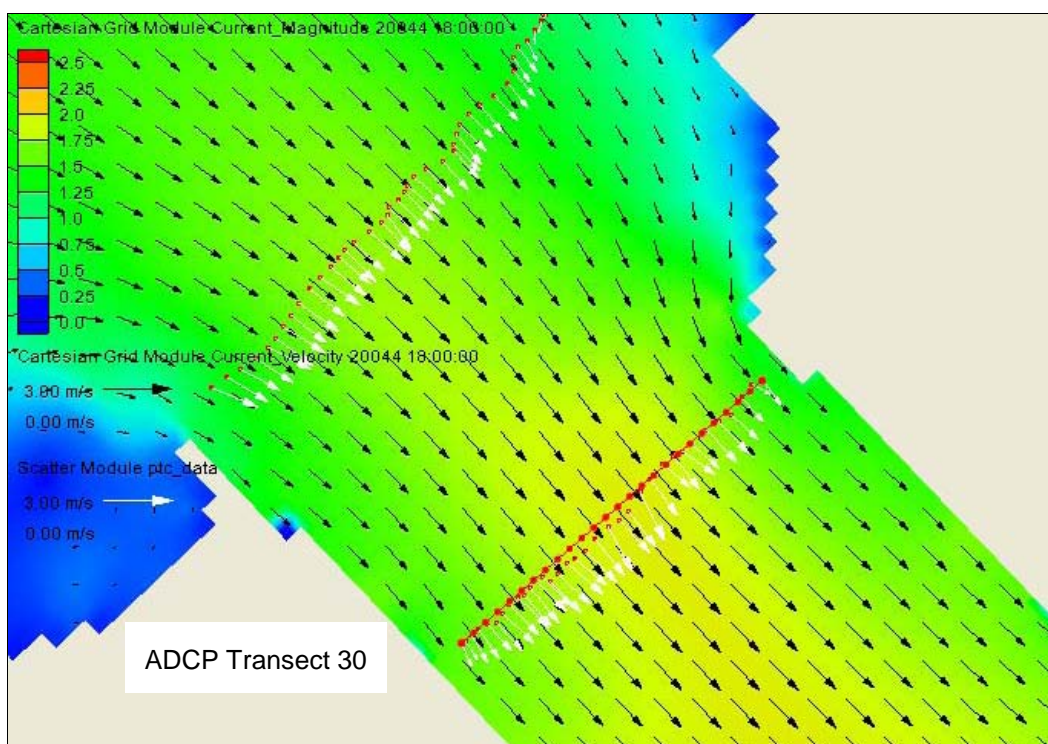 Cartesian Grid Module Current_Magnitude 20044 18:00:00
2.5
2.25
2.0
1.75
1.5
1.25
1.0
0.75
0.5
0.25
0.0
Cartesian Grid Module Current_Velocity 20044 18:00:00
3.00 m/s
0.00 m/s
Scatter Module ptc_data
3.00 m/s
0.00 m/s
ADCP Transect 30